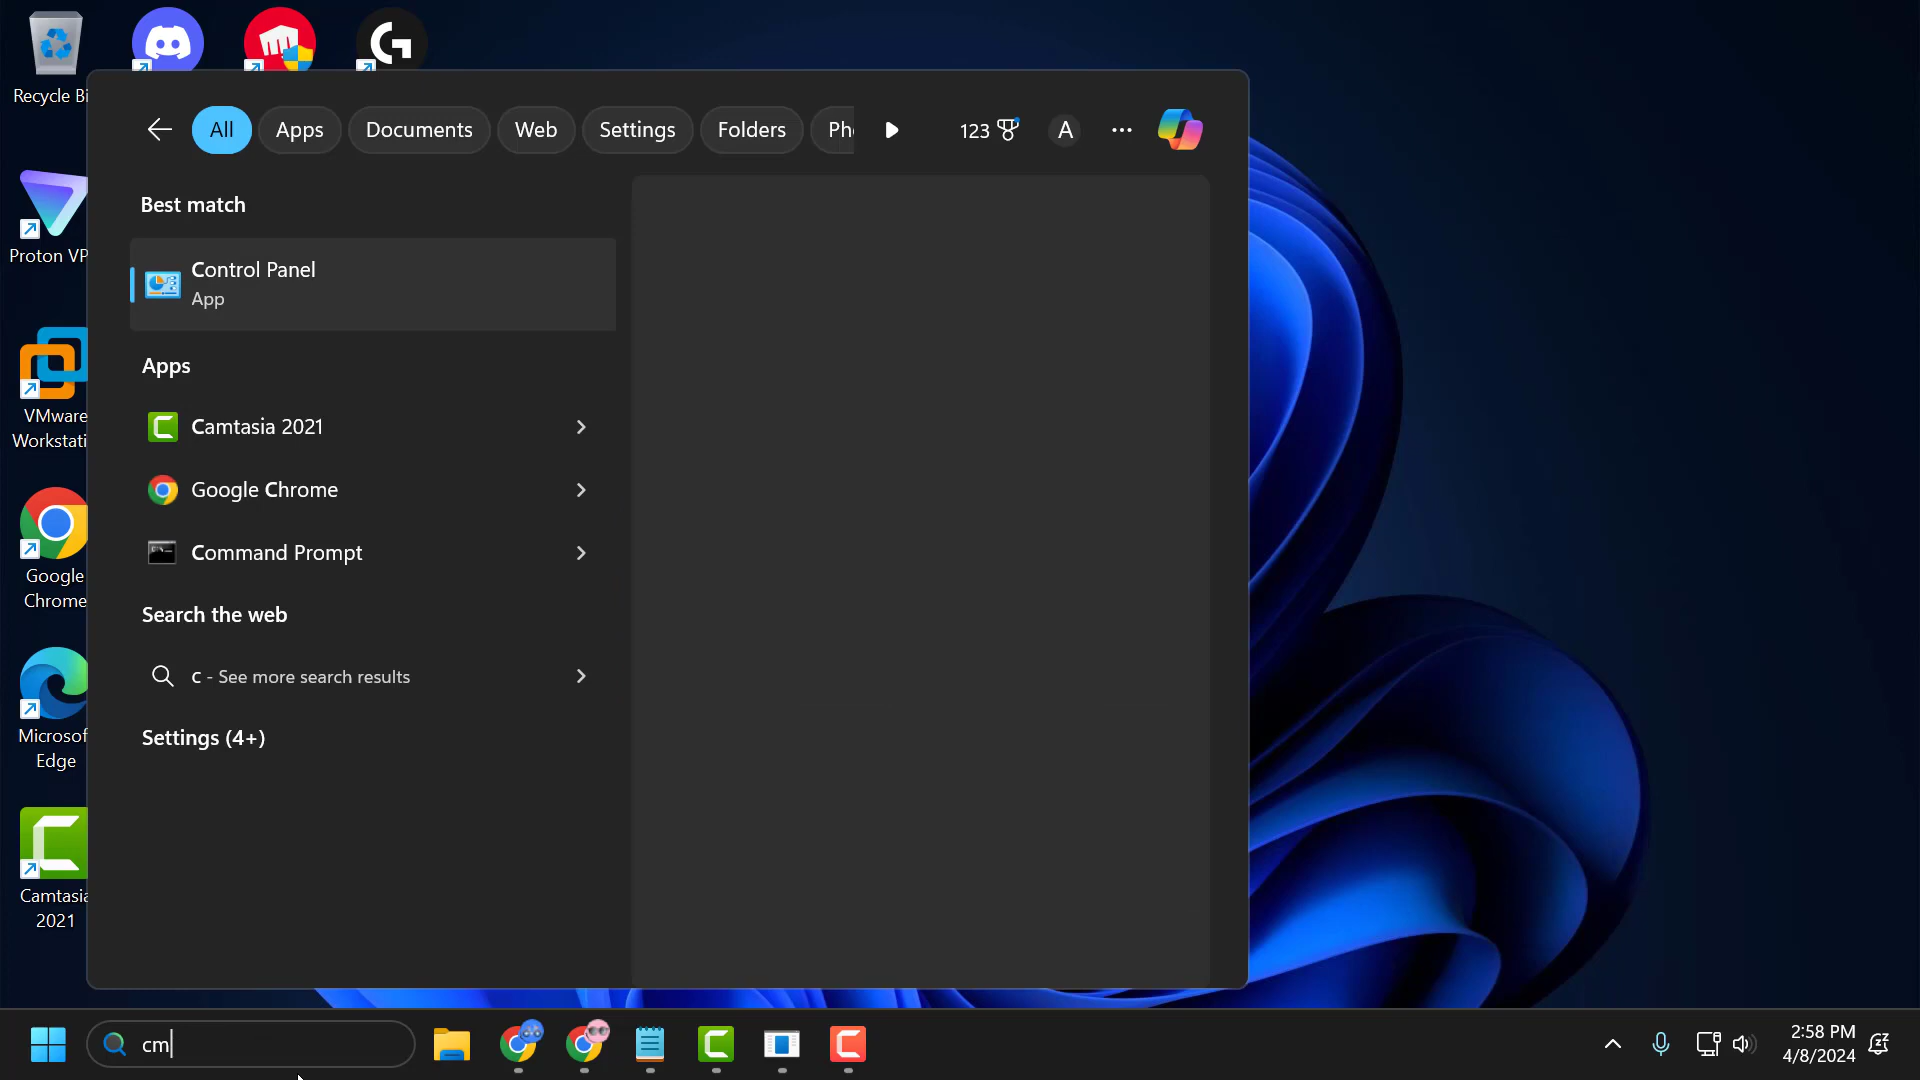 Recycle Bi
All
Apps
Documents
Web
Settings
Folders
Pho
123
A
Best match
Control Panel
App
Proton VP
Apps
Camtasia 2021
Google Chrome
Command Prompt
VMware
Workstati
Search the web
c - See more search results
Settings (4+)
Google
Chrome
Microsof
Edge
Camtasia
2021
cm
2:58 PM
4/8/2024